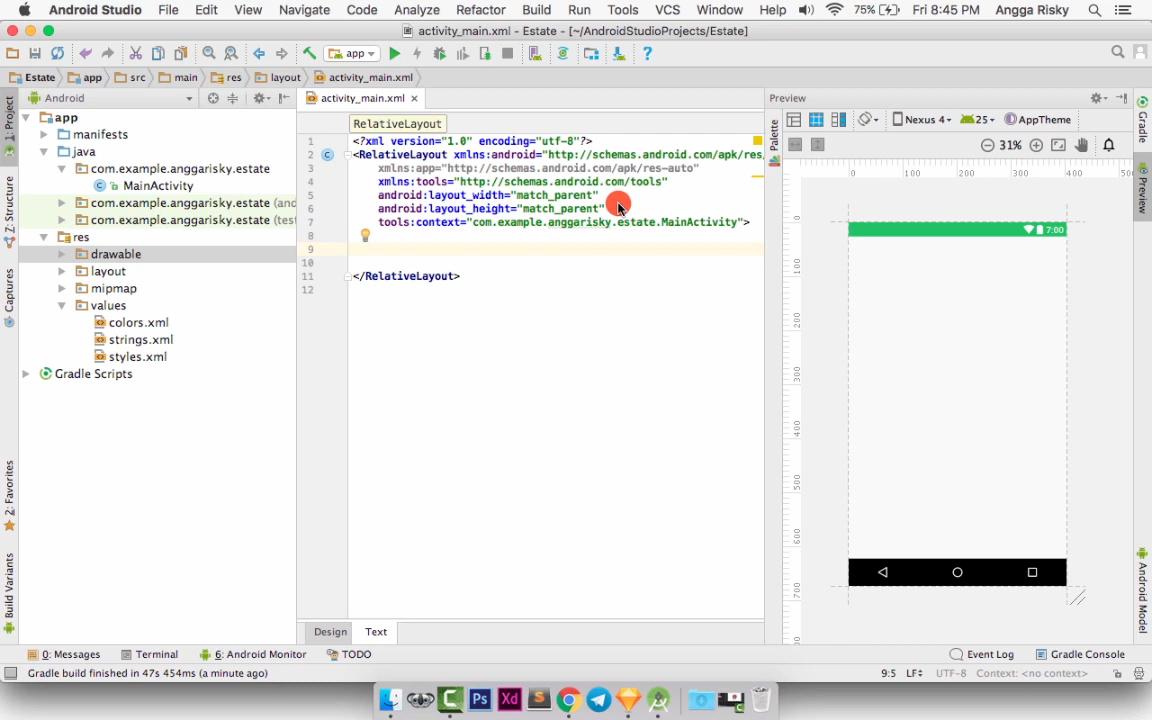 Android Studio File Edit View Navigate Code Analyze Refactor Build Run Tools VCS Window Help 75% Fri 8:45 PM Angga Risky
activity_main.xml - Estate - [~/AndroidStudioProjects/Estate]
app
Estate app src main res layout activity_main.xml
Android
activity_main.xml
Preview
1: Project
Z: Structure
Captures
2: Favorites
Build Variants
app
manifests
java
com.example.anggarisky.estate
MainActivity
com.example.anggarisky.estate (and
com.example.anggarisky.estate (test
res
drawable
layout
mipmap
values
colors.xml
strings.xml
styles.xml
Gradle Scripts
RelativeLayout
1 <?xml version="1.0" encoding="utf-8"?>
2 <RelativeLayout xmlns:android="http://schemas.android.com/apk/res,
3 xmlns:app="http://schemas.android.com/apk/res-auto"
4 xmlns:tools="http://schemas.android.com/tools"
5 android:layout_width="match_parent"
6 android:layout_height="match_parent"
7 tools:context="com.example.anggarisky.estate.MainActivity">
8
9
10
11 </RelativeLayout>
12
Design Text
Palette
Nexus 4 25 AppTheme
31%
0 100 200 300 400 50
0
100
200
300
400
500
600
700
7:00
Gradle
Preview
Android Model
0: Messages Terminal 6: Android Monitor TODO Event Log Gradle Console
Gradle build finished in 47s 454ms (a minute ago) 9:5 LF UTF-8 Context: <no context>
Ps Xd S